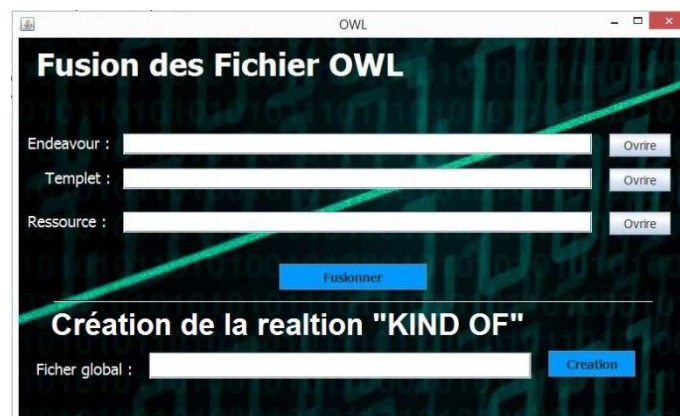 OWL
Fusion des Fichier OWL
Endeavour : Ovrire
Templet : Ovrire
Ressource : Ovrire
Fusionner
Création de la realtion "KIND OF"
Ficher global : Creation